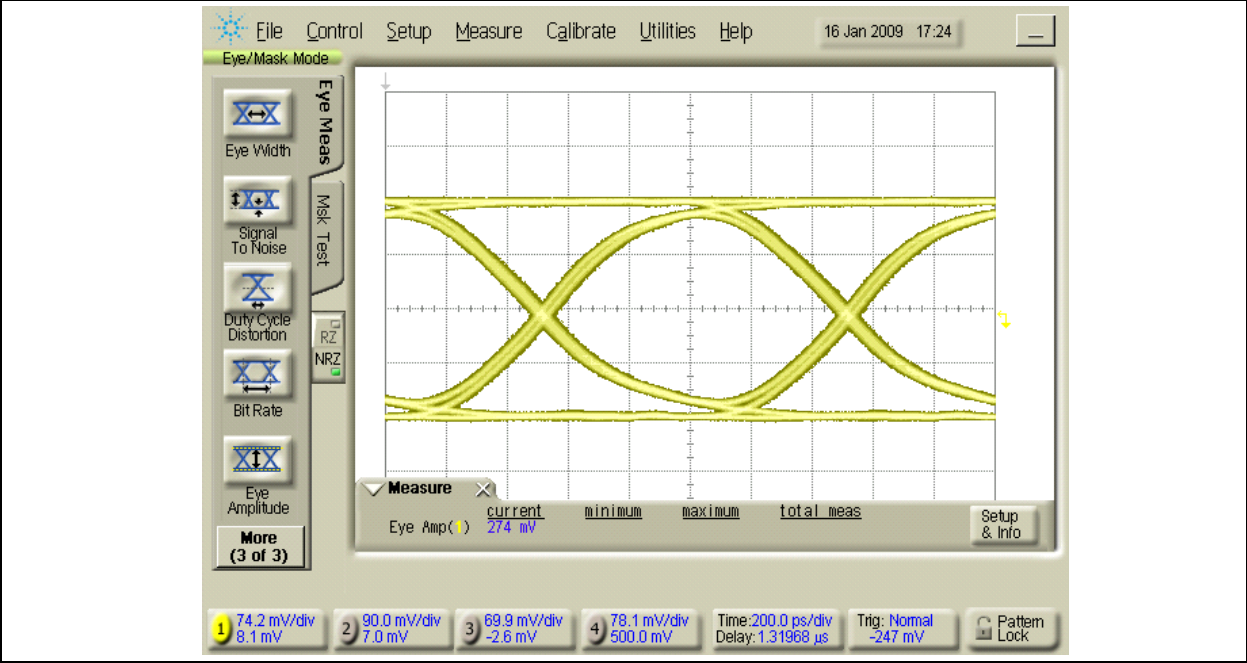 File Control Setup Measure Calibrate Utilities Help 16 Jan 2009 17:24
Eye/Mask Mode
Eye Meas
Msk Test
Eye Width
Signal
To Noise
Duty Cycle
Distortion
RZ
NRZ
Bit Rate
Eye
Amplitude
More
(3 of 3)
Measure
current minimum maximum total meas
Eye Amp(1) 274 mV
Setup
& Info
1 74.2 mV/div
8.1 mV
2 90.0 mV/div
7.0 mV
3 69.9 mV/div
-2.6 mV
4 78.1 mV/div
500.0 mV
Time:200.0 ps/div
Delay:1.31968 µs
Trig: Normal
-247 mV
Pattern
Lock